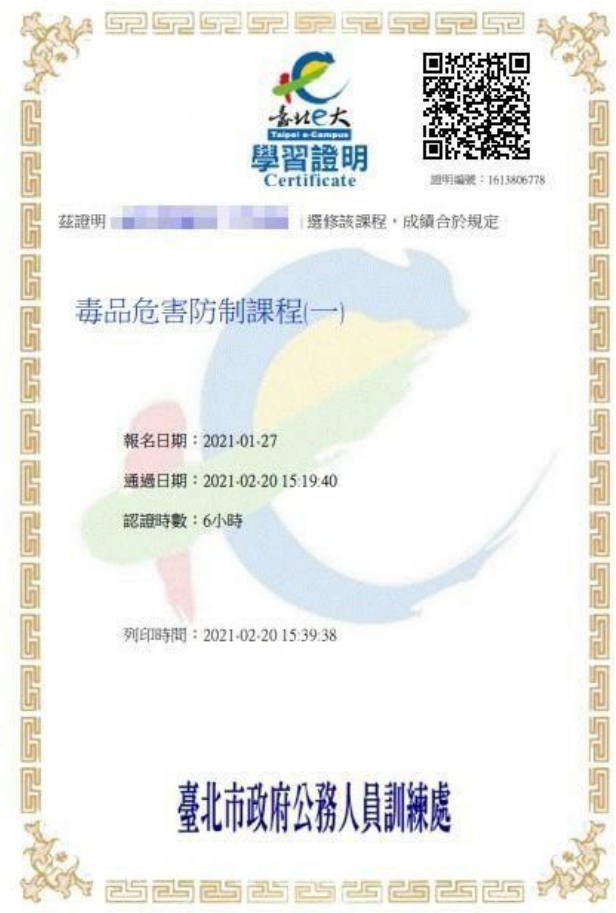 臺北e大
Taipei e-Campus
學習證明
Certificate
證明編號：1613806778
茲證明 選修該課程，成績合於規定
毒品危害防制課程(一)
報名日期：2021-01-27
通過日期：2021-02-20 15:19:40
認證時數：6小時
列印時間：2021-02-20 15:39:38
臺北市政府公務人員訓練處